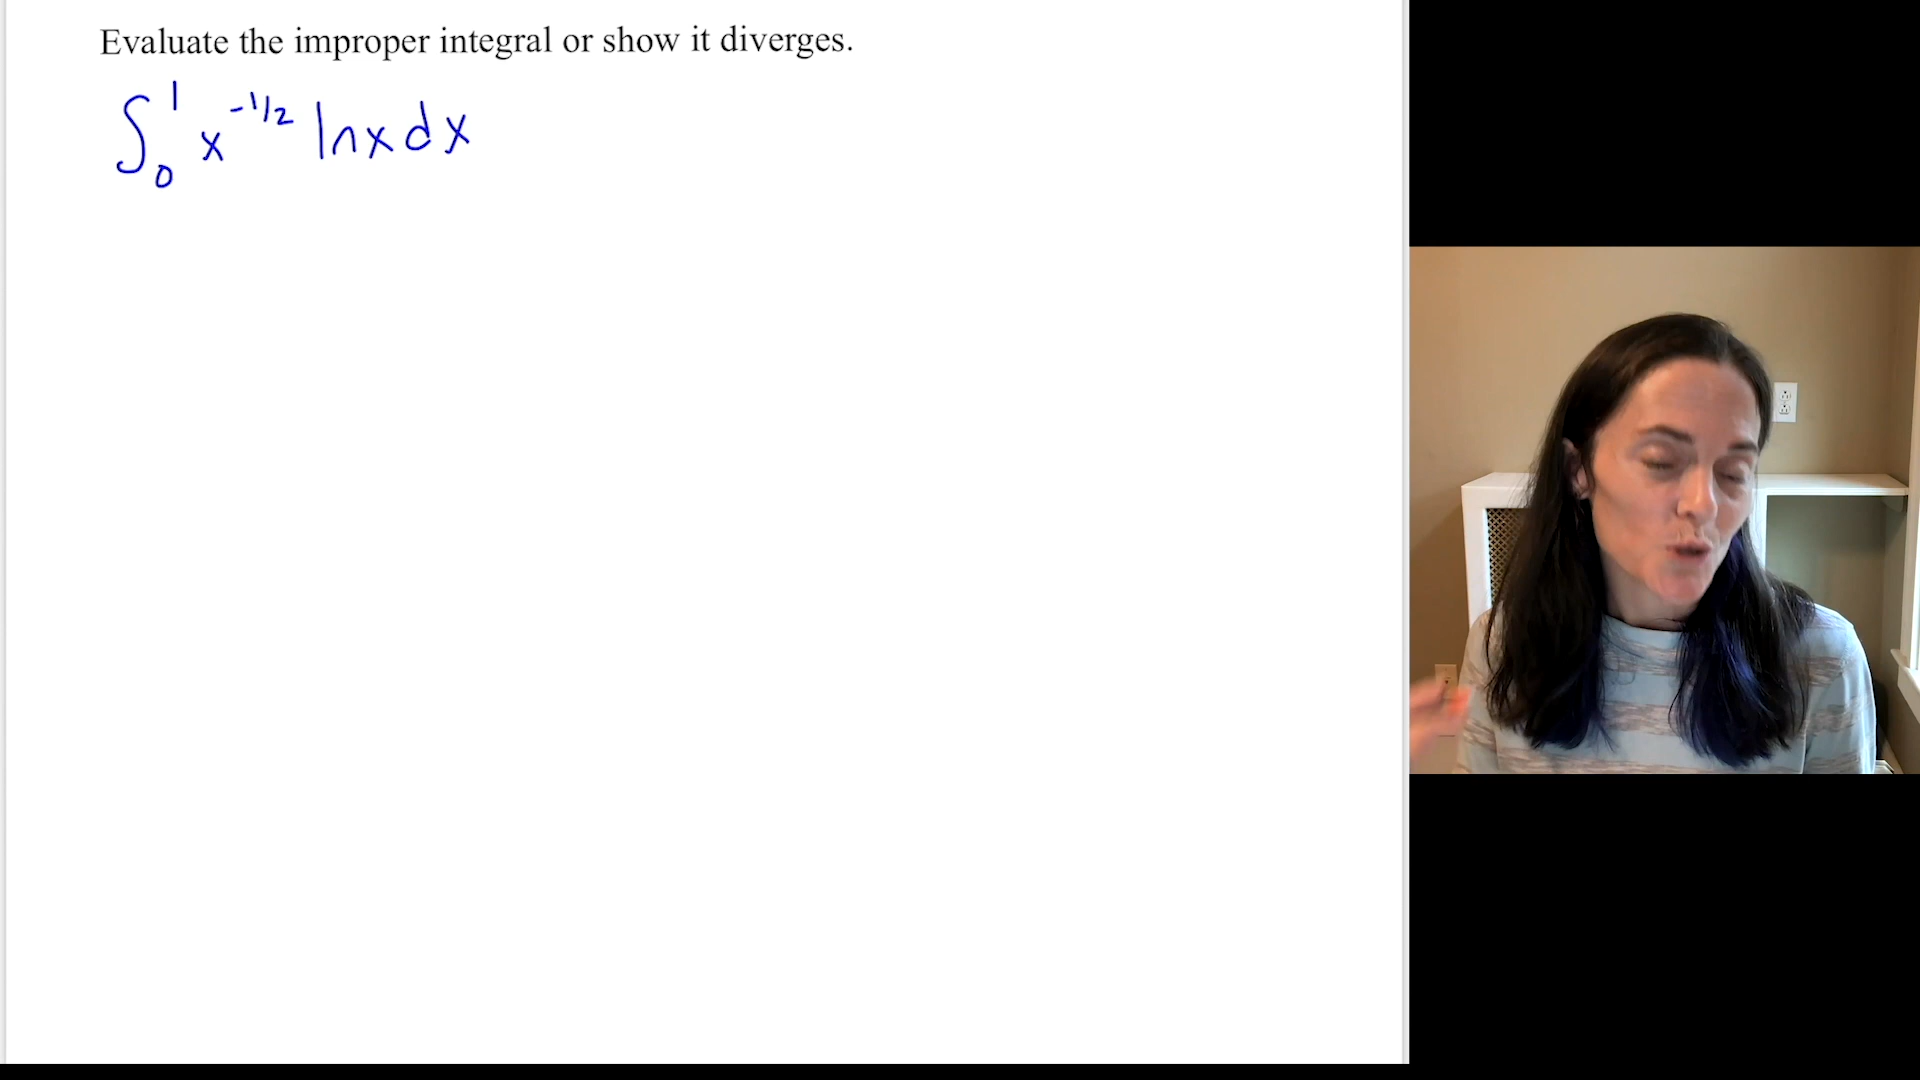 Evaluate the improper integral or show it diverges.
∫₀¹ x^(-1/2) ln x dx